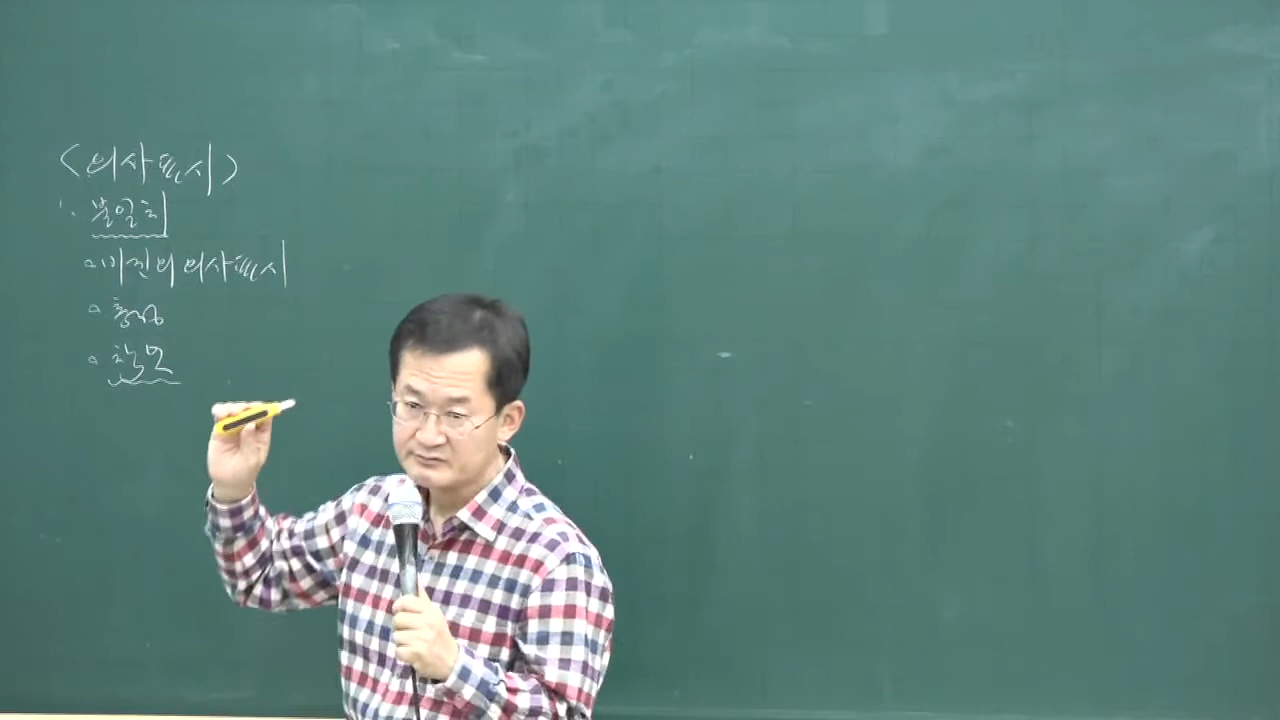 <의사표시>
1. 불일치
ㅁ 비진의 의사표시
ㅁ 통정
ㅁ 착오